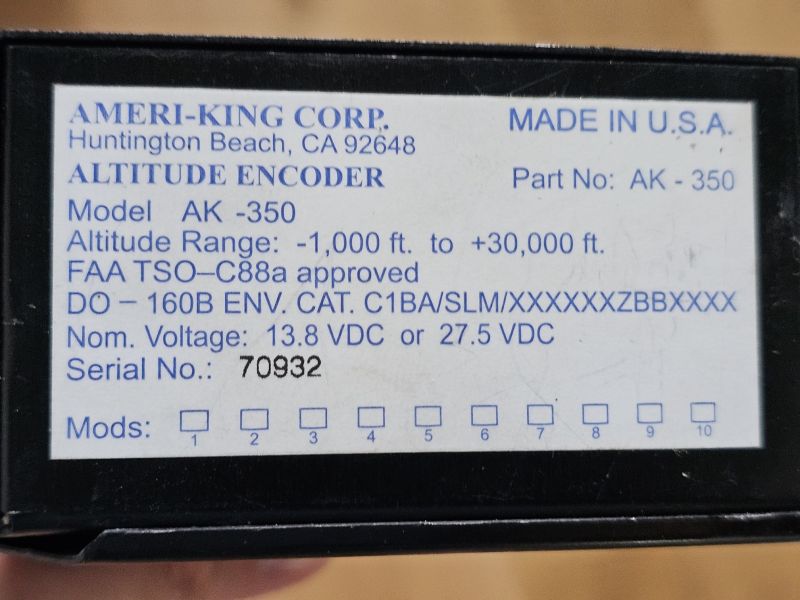 AMERI-KING CORP. MADE IN U.S.A.
Huntington Beach, CA 92648
ALTITUDE ENCODER Part No: AK - 350
Model AK -350
Altitude Range: -1,000 ft. to +30,000 ft.
FAA TSO–C88a approved
DO – 160B ENV. CAT. C1BA/SLM/XXXXXXZBBXXXX
Nom. Voltage: 13.8 VDC or 27.5 VDC
Serial No.: 70932
Mods: 1 2 3 4 5 6 7 8 9 10